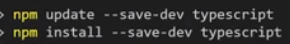 > npm update --save-dev typescript
> npm install --save-dev typescript